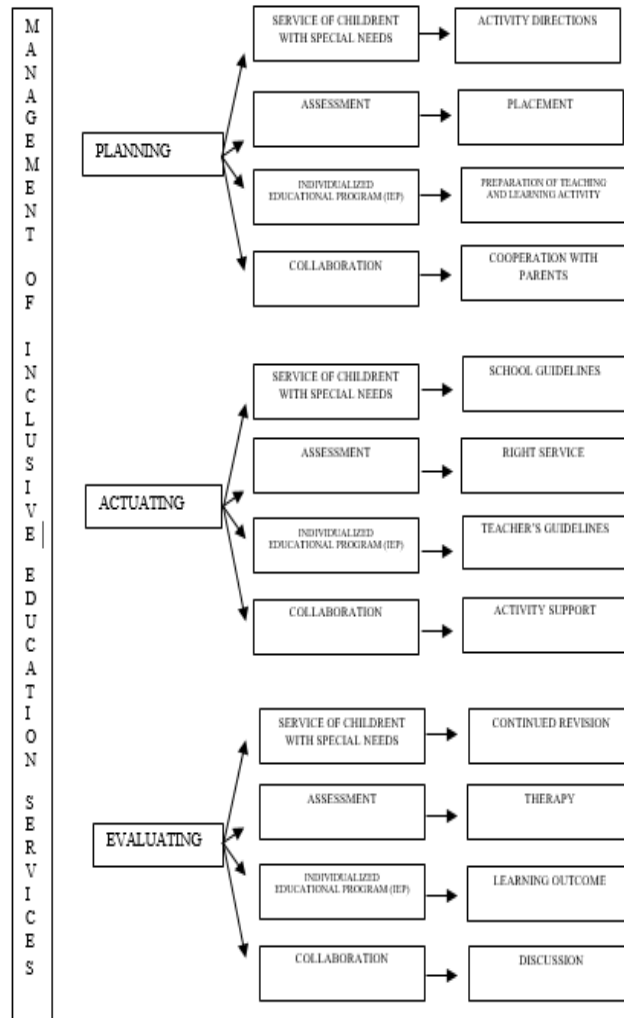 MANAGEMENT OF INCLUSIVE EDUCATION SERVICES
PLANNING
SERVICE OF CHILDRENT
WITH SPECIAL NEEDS
ACTIVITY DIRECTIONS
ASSESSMENT
PLACEMENT
INDIVIDUALIZED
EDUCATIONAL PROGRAM (IEP)
PREPARATION OF TEACHING
AND LEARNING ACTIVITY
COLLABORATION
COOPERATION WITH
PARENTS
ACTUATING
SERVICE OF CHILDRENT
WITH SPECIAL NEEDS
SCHOOL GUIDELINES
ASSESSMENT
RIGHT SERVICE
INDIVIDUALIZED
EDUCATIONAL PROGRAM (IEP)
TEACHER'S GUIDELINES
COLLABORATION
ACTIVITY SUPPORT
EVALUATING
SERVICE OF CHILDRENT
WITH SPECIAL NEEDS
CONTINUED REVISION
ASSESSMENT
THERAPY
INDIVIDUALIZED
EDUCATIONAL PROGRAM (IEP)
LEARNING OUTCOME
COLLABORATION
DISCUSSION